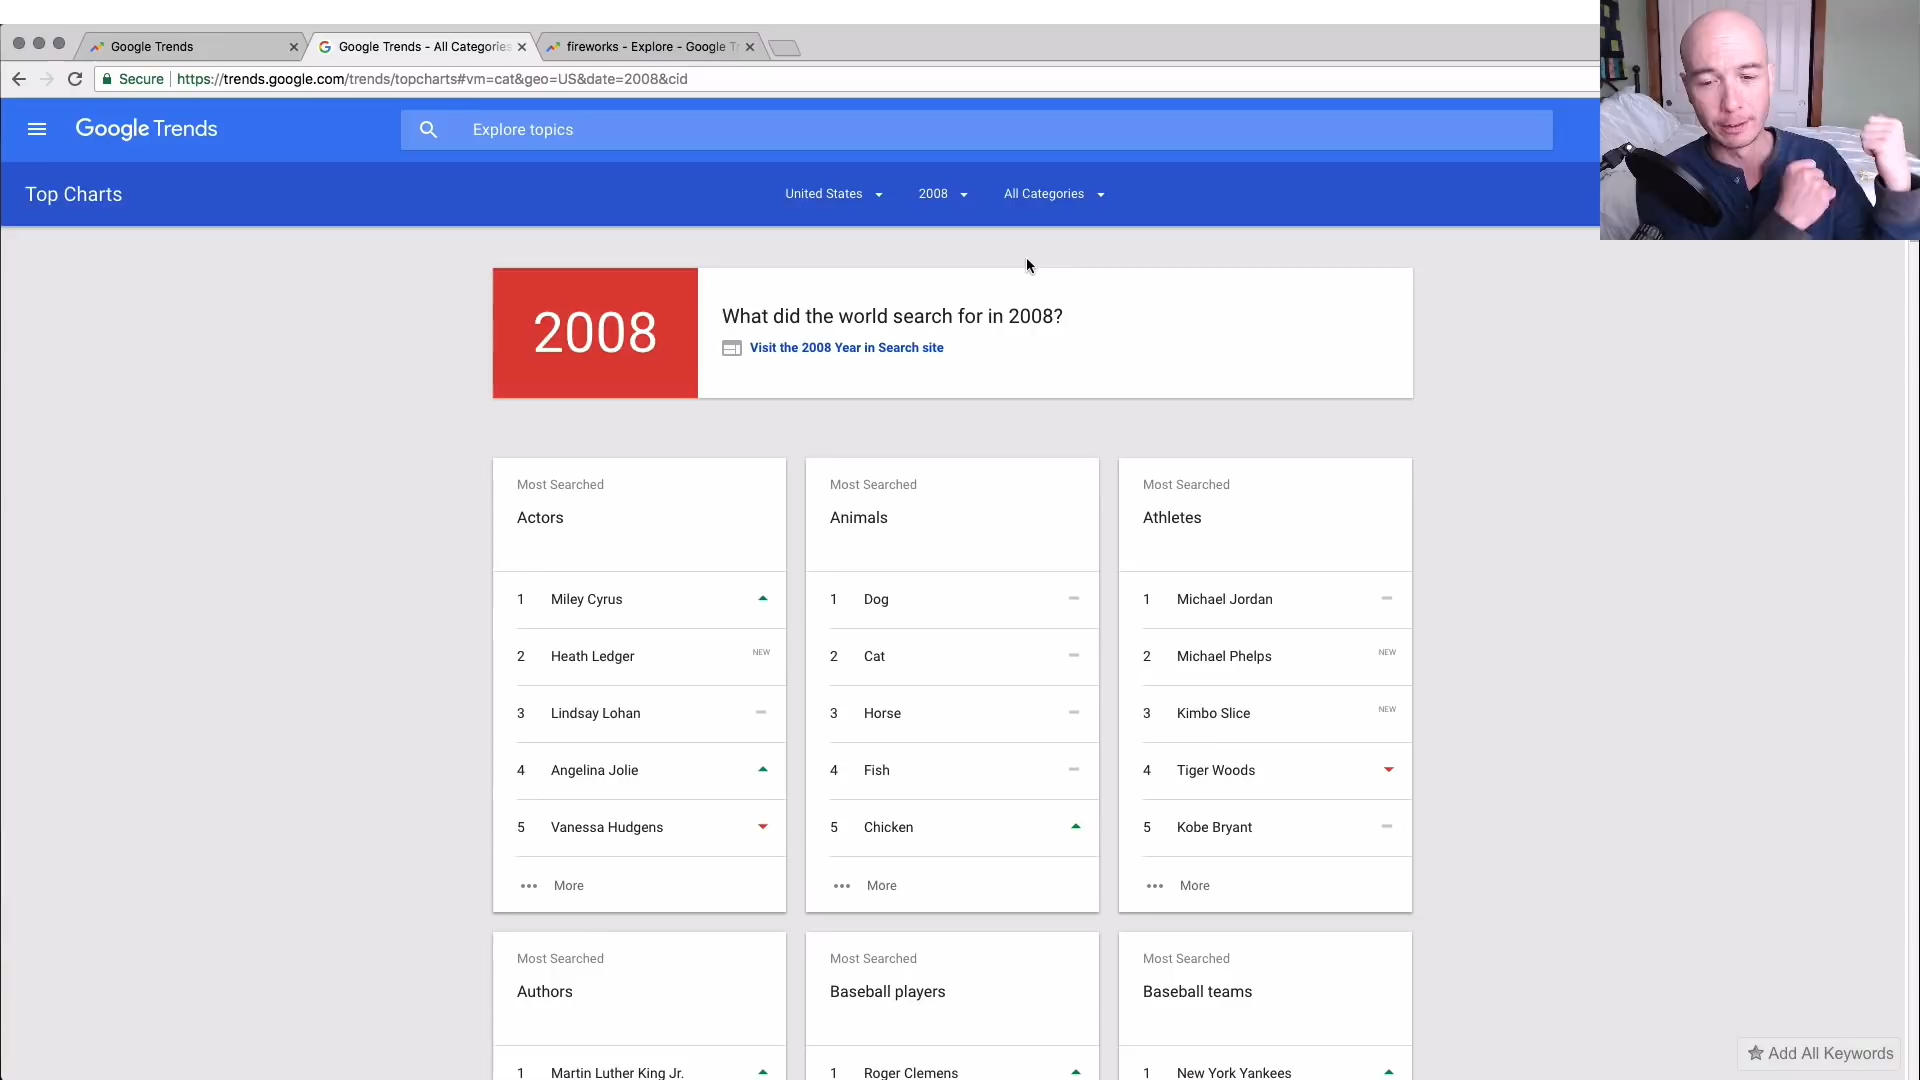 Google Trends
Google Trends - All Categories
fireworks - Explore - Google Tr
Secure
https://trends.google.com/trends/topcharts#vm=cat&geo=US&date=2008&cid
Google Trends
Explore topics
Top Charts
United States
2008
All Categories
2008
What did the world search for in 2008?
Visit the 2008 Year in Search site
Most Searched
Actors
1 Miley Cyrus
2 Heath Ledger NEW
3 Lindsay Lohan
4 Angelina Jolie
5 Vanessa Hudgens
More
Most Searched
Animals
1 Dog
2 Cat
3 Horse
4 Fish
5 Chicken
More
Most Searched
Athletes
1 Michael Jordan
2 Michael Phelps NEW
3 Kimbo Slice NEW
4 Tiger Woods
5 Kobe Bryant
More
Most Searched
Authors
1 Martin Luther King Jr.
Most Searched
Baseball players
1 Roger Clemens
Most Searched
Baseball teams
1 New York Yankees
Add All Keywords